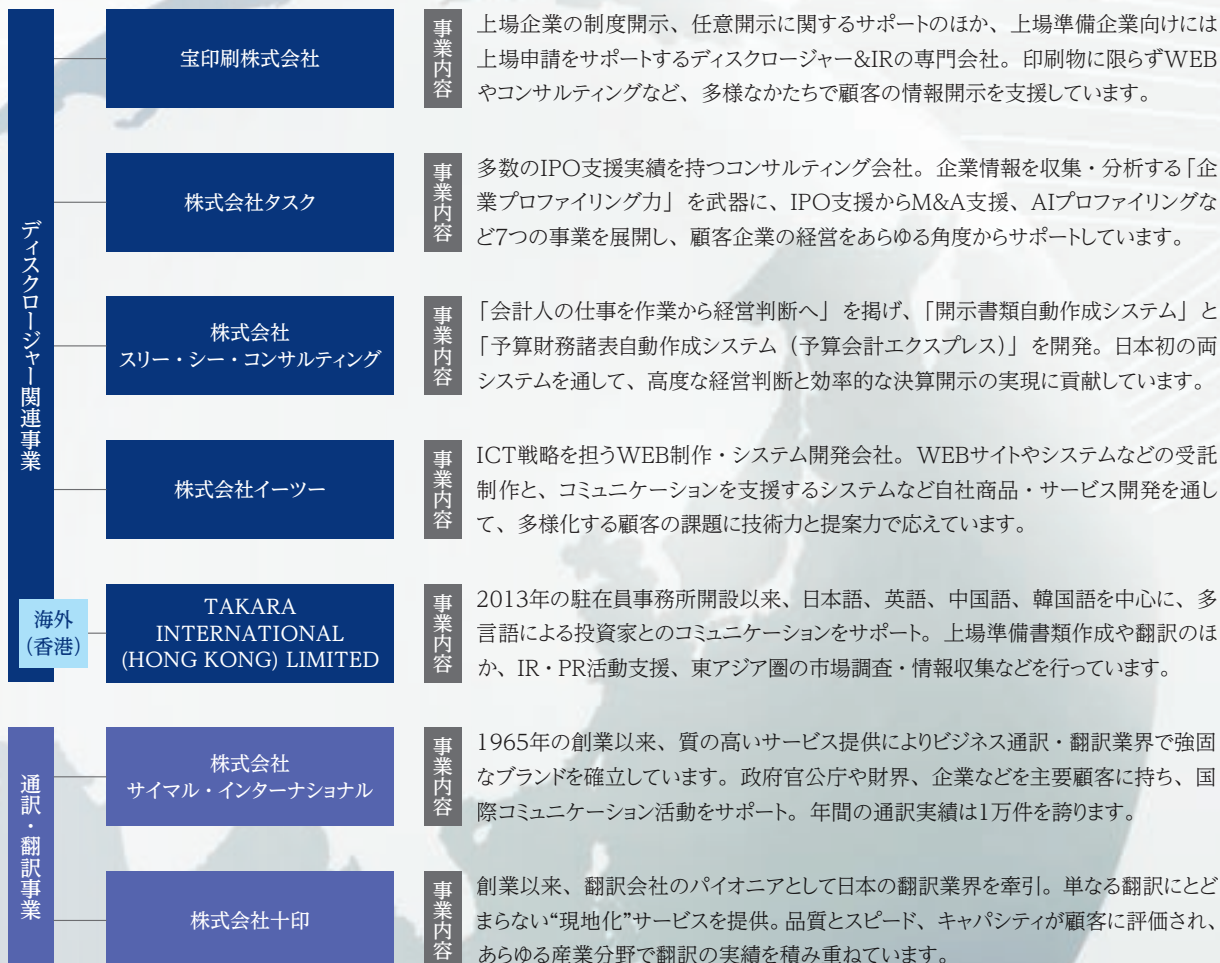 ディスクロージャー関連事業
宝印刷株式会社
事業内容
上場企業の制度開示、任意開示に関するサポートのほか、上場準備企業向けには
上場申請をサポートするディスクロージャー&IRの専門会社。印刷物に限らずWEB
やコンサルティングなど、多様なかたちで顧客の情報開示を支援しています。
株式会社タスク
事業内容
多数のIPO支援実績を持つコンサルティング会社。企業情報を収集・分析する「企
業プロファイリング力」を武器に、IPO支援からM&A支援、AIプロファイリングな
ど7つの事業を展開し、顧客企業の経営をあらゆる角度からサポートしています。
株式会社
スリー・シー・コンサルティング
事業内容
「会計人の仕事を作業から経営判断へ」を掲げ、「開示書類自動作成システム」と
「予算財務諸表自動作成システム（予算会計エクスプレス）」を開発。日本初の両
システムを通して、高度な経営判断と効率的な決算開示の実現に貢献しています。
株式会社イーツー
事業内容
ICT戦略を担うWEB制作・システム開発会社。WEBサイトやシステムなどの受託
制作と、コミュニケーションを支援するシステムなど自社商品・サービス開発を通し
て、多様化する顧客の課題に技術力と提案力で応えています。
海外
（香港）
TAKARA
INTERNATIONAL
(HONG KONG) LIMITED
事業内容
2013年の駐在員事務所開設以来、日本語、英語、中国語、韓国語を中心に、多
言語による投資家とのコミュニケーションをサポート。上場準備書類作成や翻訳のほ
か、IR・PR活動支援、東アジア圏の市場調査・情報収集などを行っています。
通訳・翻訳事業
株式会社
サイマル・インターナショナル
事業内容
1965年の創業以来、質の高いサービス提供によりビジネス通訳・翻訳業界で強固
なブランドを確立しています。政府官公庁や財界、企業などを主要顧客に持ち、国
際コミュニケーション活動をサポート。年間の通訳実績は1万件を誇ります。
株式会社十印
事業内容
創業以来、翻訳会社のパイオニアとして日本の翻訳業界を牽引。単なる翻訳にとど
まらない“現地化”サービスを提供。品質とスピード、キャパシティが顧客に評価され、
あらゆる産業分野で翻訳の実績を積み重ねています。